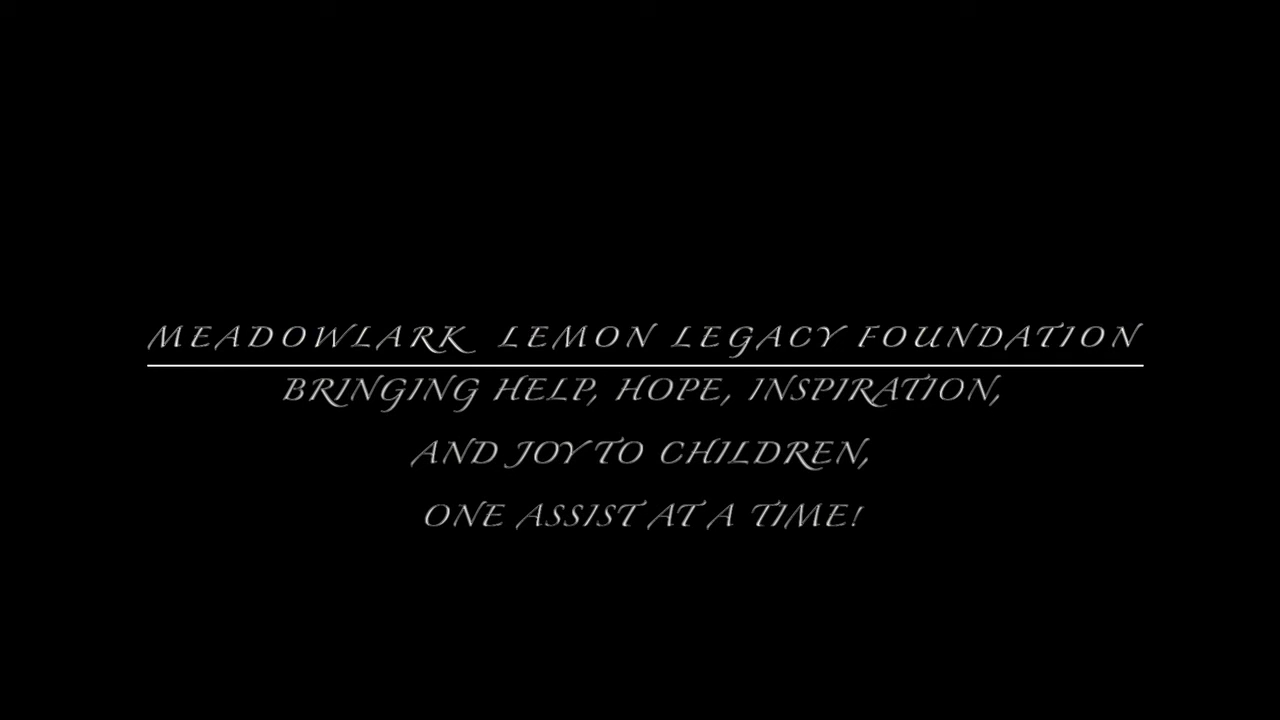 MEADOWLARK LEMON LEGACY FOUNDATION
BRINGING HELP, HOPE, INSPIRATION,
AND JOY TO CHILDREN,
ONE ASSIST AT A TIME!